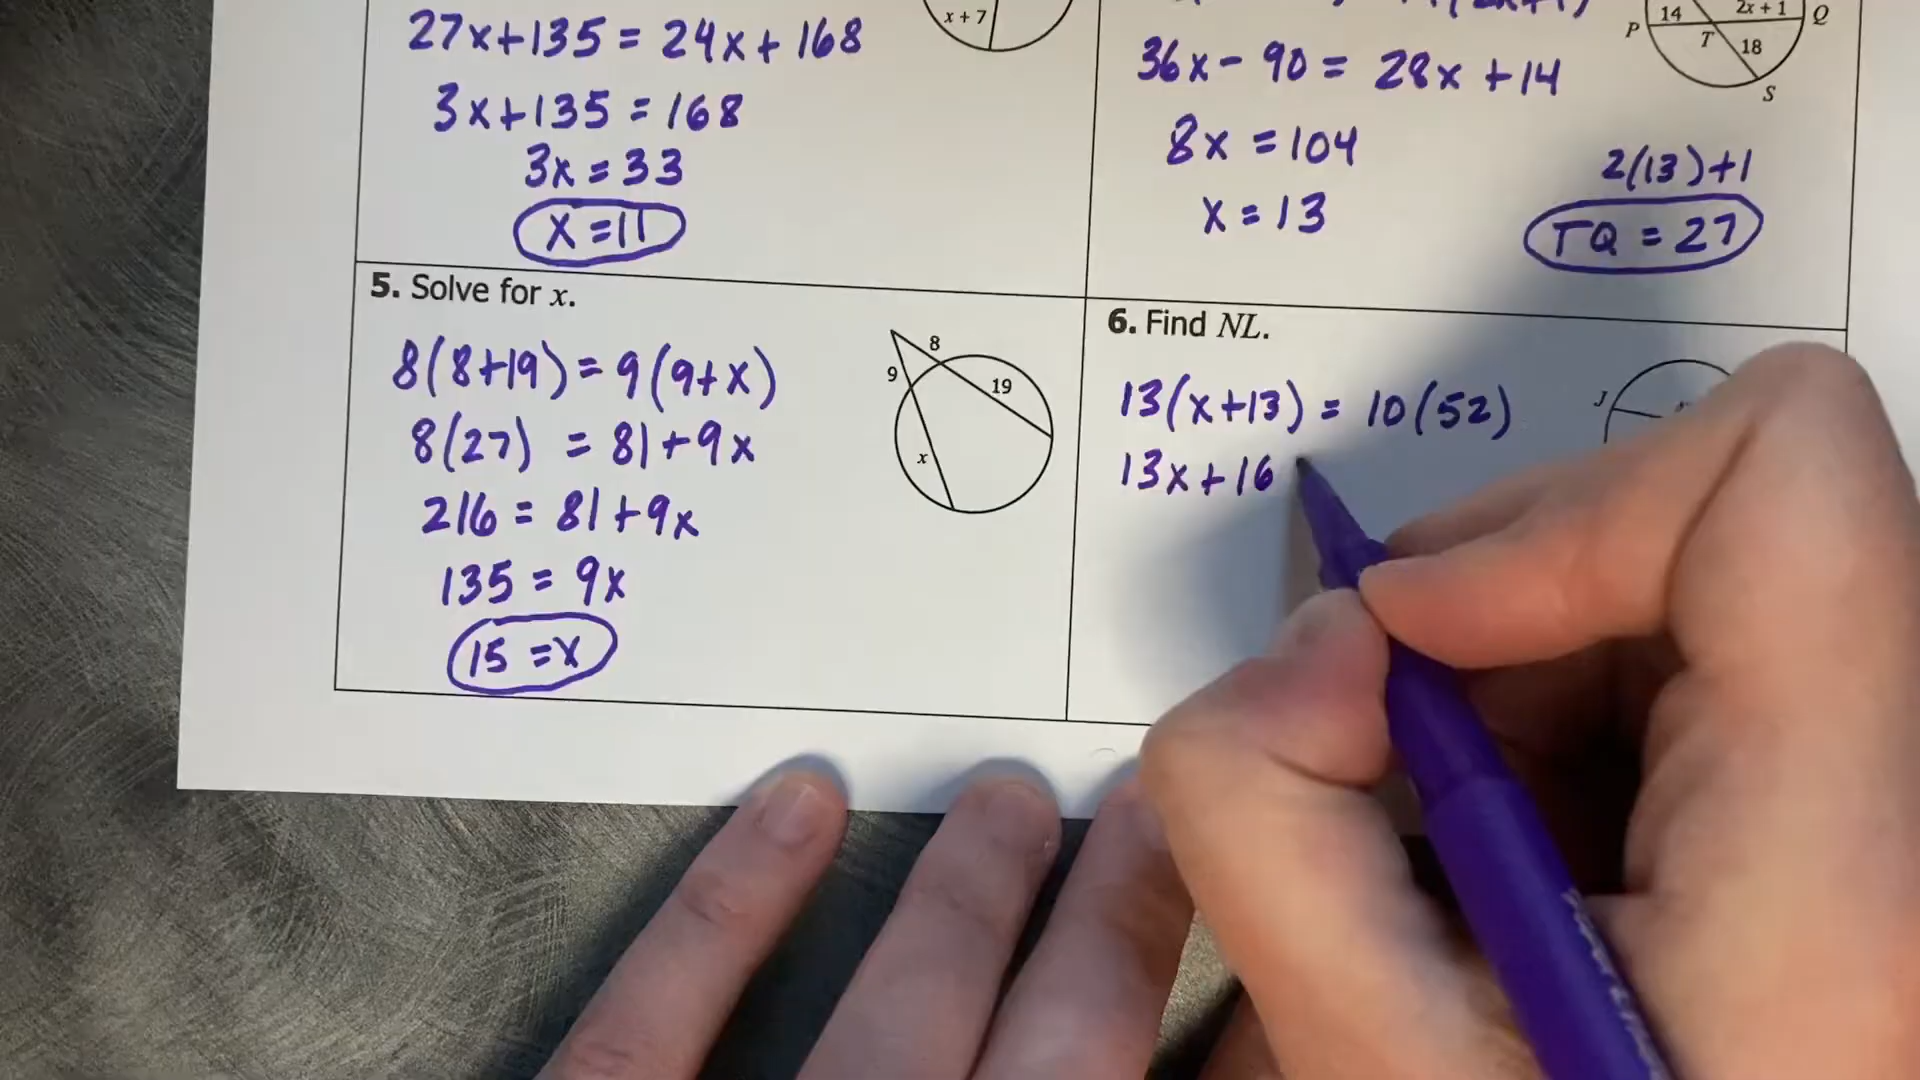 27x+135 = 24x+168
3x+135 = 168
3x = 33
x = 11
x + 7
36x - 90 = 28x + 14
8x = 104
x = 13
2(13)+1
TQ = 27
P
14
2x + 1
Q
T
18
S
5. Solve for x.
8(8+19) = 9(9+x)
8(27) = 81+9x
216 = 81+9x
135 = 9x
15 = x
8
9
19
x
6. Find NL.
13(x+13) = 10(52)
13x+16
J